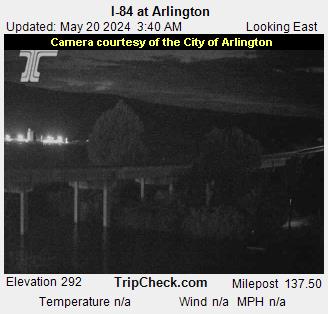 I-84 at Arlington
Updated: May 20 2024 3:40 AM Looking East
Camera courtesy of the City of Arlington
Elevation 292 TripCheck.com Milepost 137.50
Temperature n/a Wind n/a MPH n/a